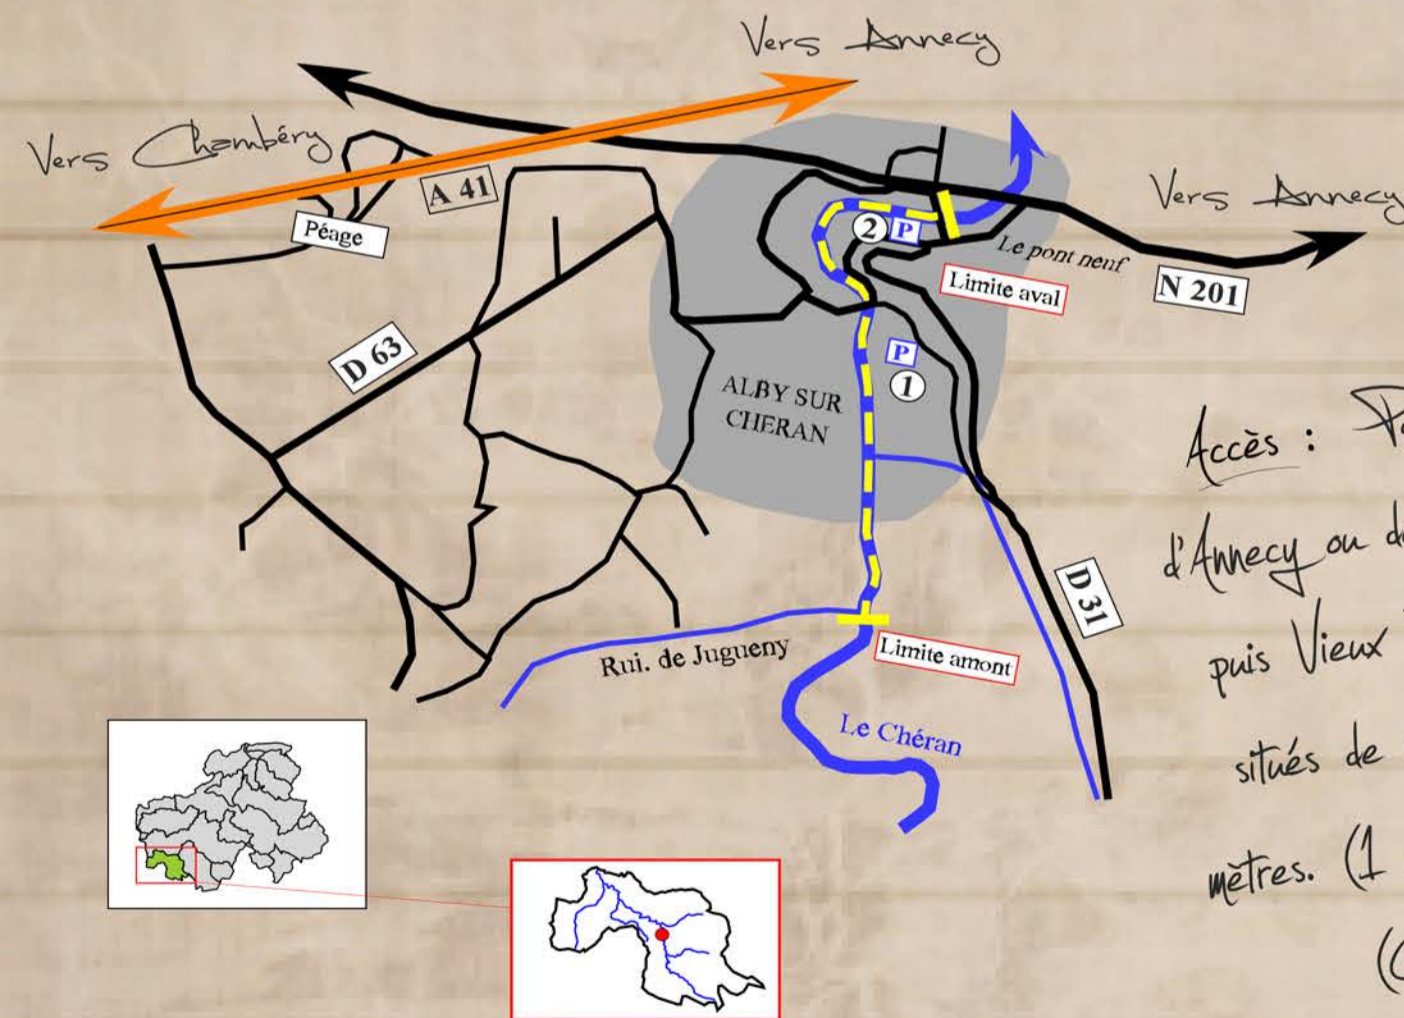 Vers Annecy
Vers Chambéry
A 41
Péage
Vers Annecy
2 P
Le pont neuf
Limite aval
N 201
D 63
P
1
ALBY SUR
CHERAN
Accès :
d'Annecy ou
D 31
puis Vieux
Rui. de Jugueny
Limite amont
Le Chéran
situés de
mètres. (1